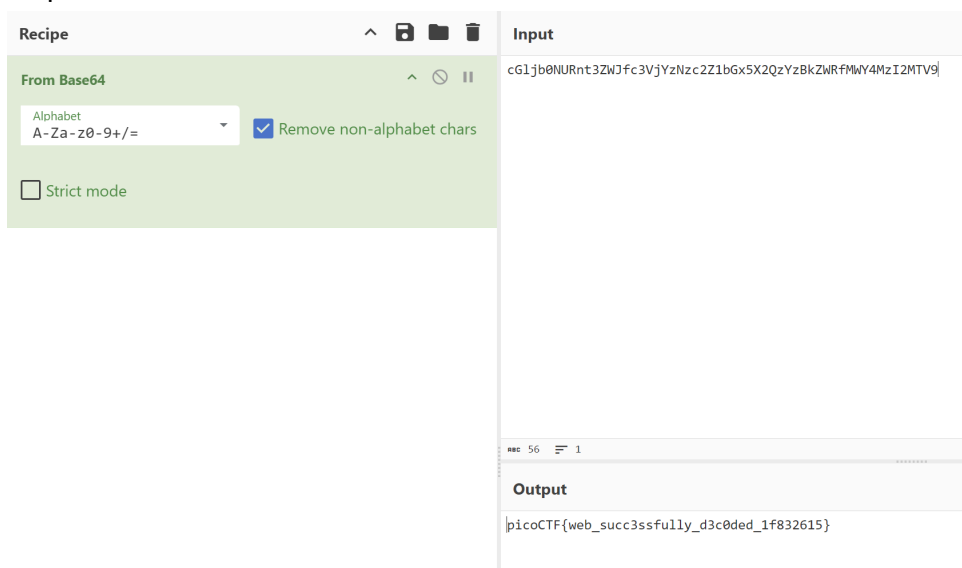 Recipe
From Base64
Alphabet
A-Za-z0-9+/=
Remove non-alphabet chars
Strict mode
Input
cGljb0NURnt3ZWJfc3VjYzNzc2Z1bGx5X2QzYzBkZWRfMWY4MzI2MTV9
ABC 56 1
Output
picoCTF{web_succ3ssfully_d3c0ded_1f832615}